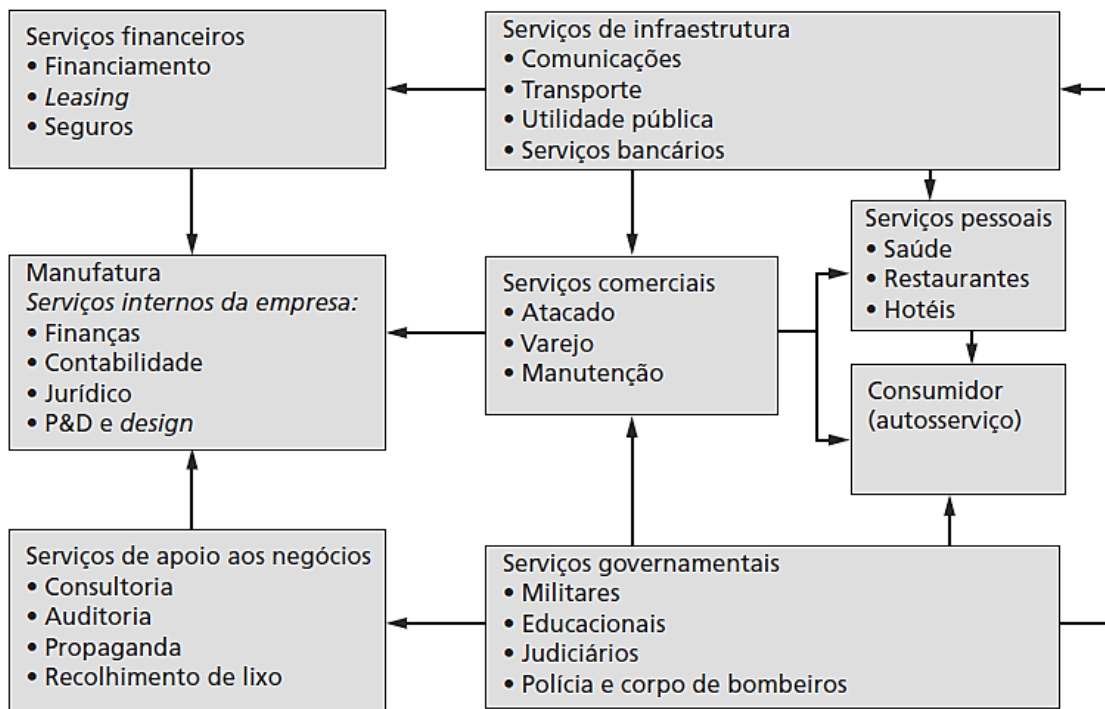 Serviços financeiros
• Financiamento
• Leasing
• Seguros
Serviços de infraestrutura
• Comunicações
• Transporte
• Utilidade pública
• Serviços bancários
Manufatura
Serviços internos da empresa:
• Finanças
• Contabilidade
• Jurídico
• P&D e design
Serviços comerciais
• Atacado
• Varejo
• Manutenção
Serviços pessoais
• Saúde
• Restaurantes
• Hotéis
Consumidor
(autosserviço)
Serviços de apoio aos negócios
• Consultoria
• Auditoria
• Propaganda
• Recolhimento de lixo
Serviços governamentais
• Militares
• Educacionais
• Judiciários
• Polícia e corpo de bombeiros